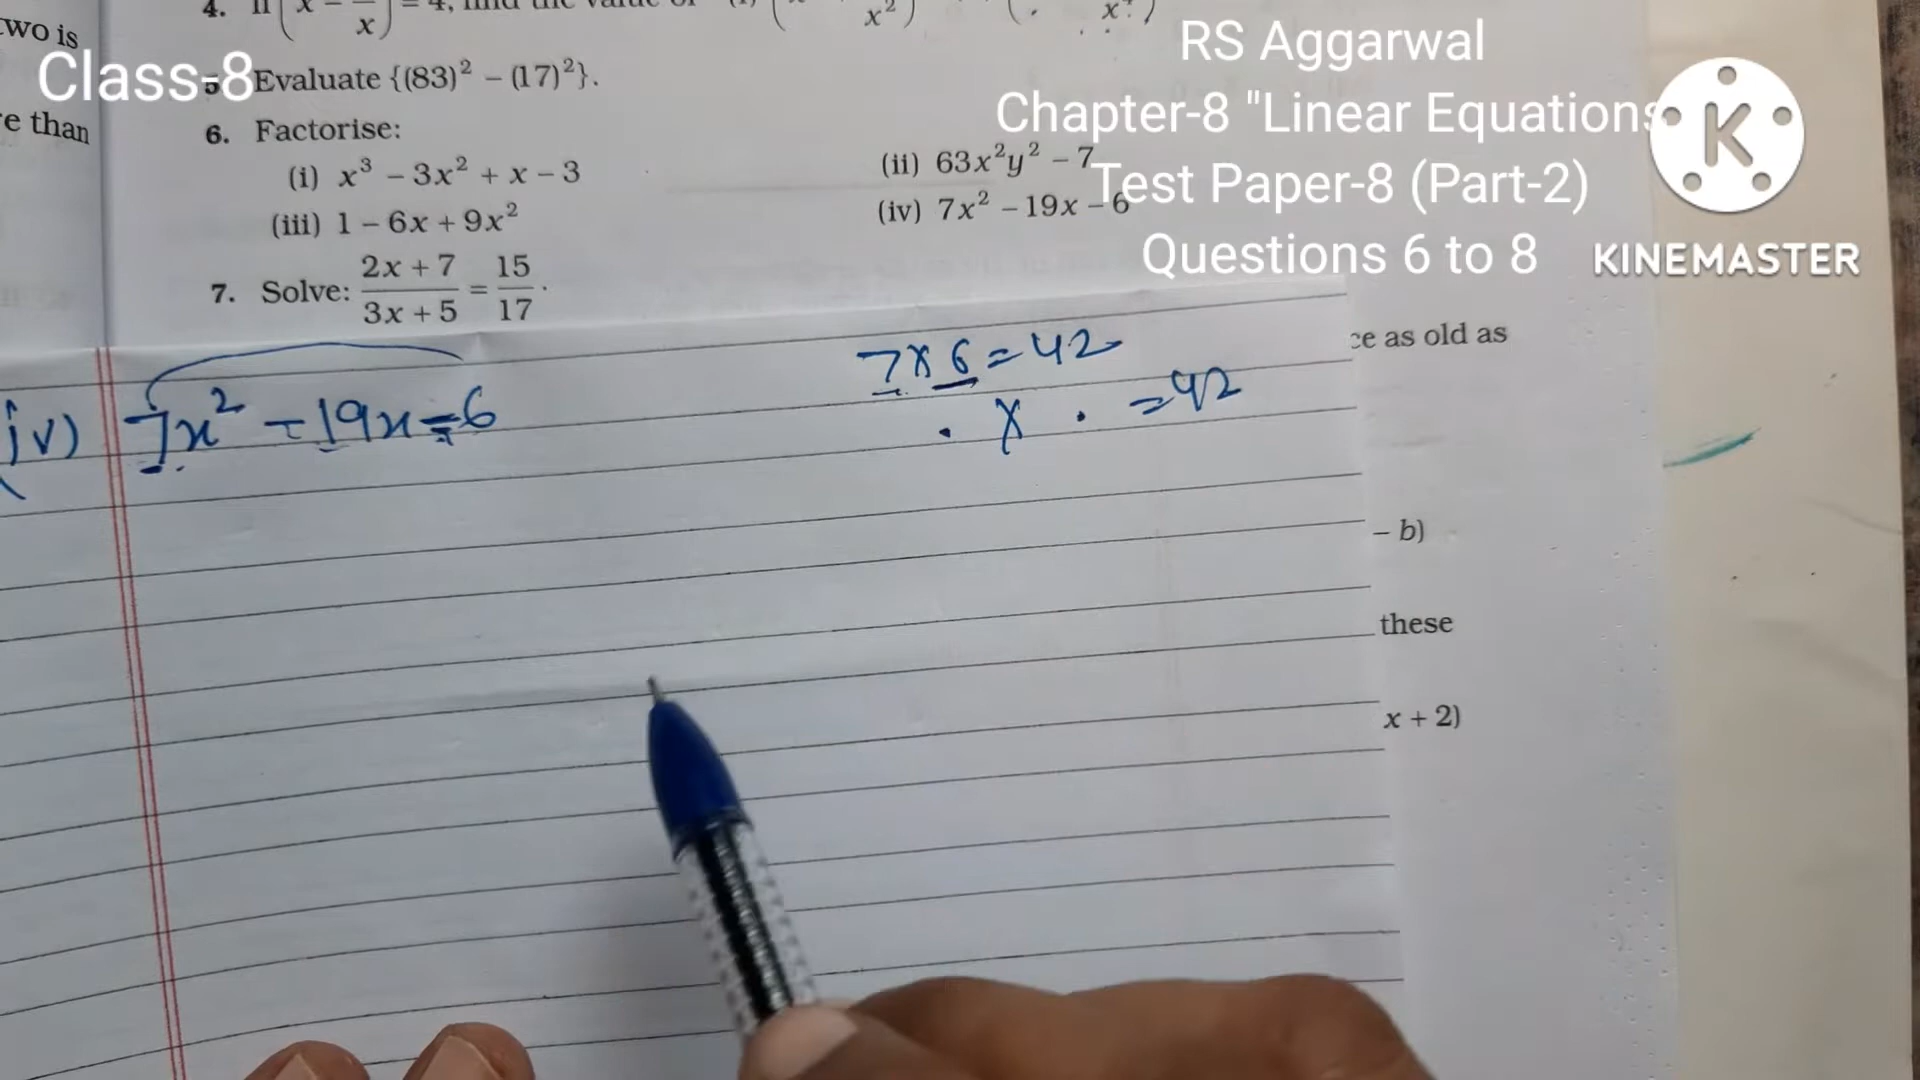 wo is
e than
Class-8
RS Aggarwal
Chapter-8 "Linear Equations
Test Paper-8 (Part-2)
Questions 6 to 8
K
KINEMASTER
5. Evaluate {(83)² – (17)²}.
6. Factorise:
(i) x³ – 3x² + x – 3
(ii) 63x²y² – 7
(iii) 1 – 6x + 9x²
(iv) 7x² – 19x – 6
7. Solve: (2x + 7)/(3x + 5) = 15/17.
ce as old as
– b)
these
x + 2)
(iv) 7x² – 19x – 6
7 × 6 = 42
. × . = 42